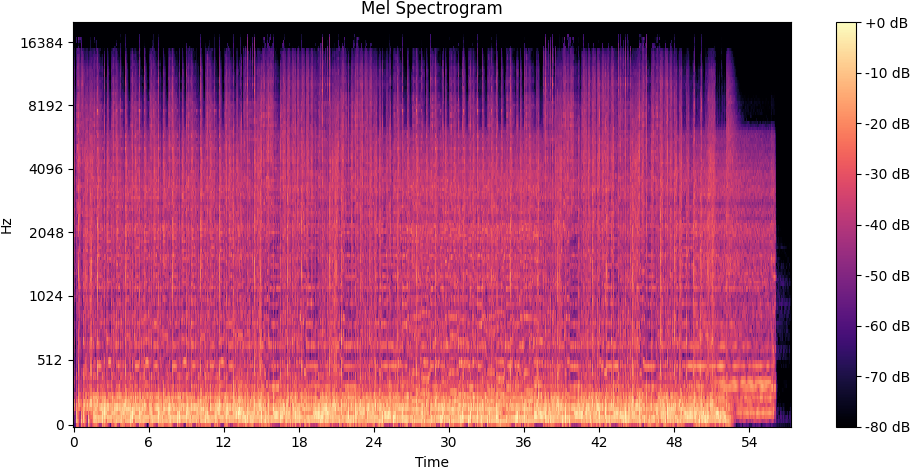 Mel Spectrogram
Hz
16384
8192
4096
2048
1024
512
0
0 6 12 18 24 30 36 42 48 54
Time
+0 dB
-10 dB
-20 dB
-30 dB
-40 dB
-50 dB
-60 dB
-70 dB
-80 dB